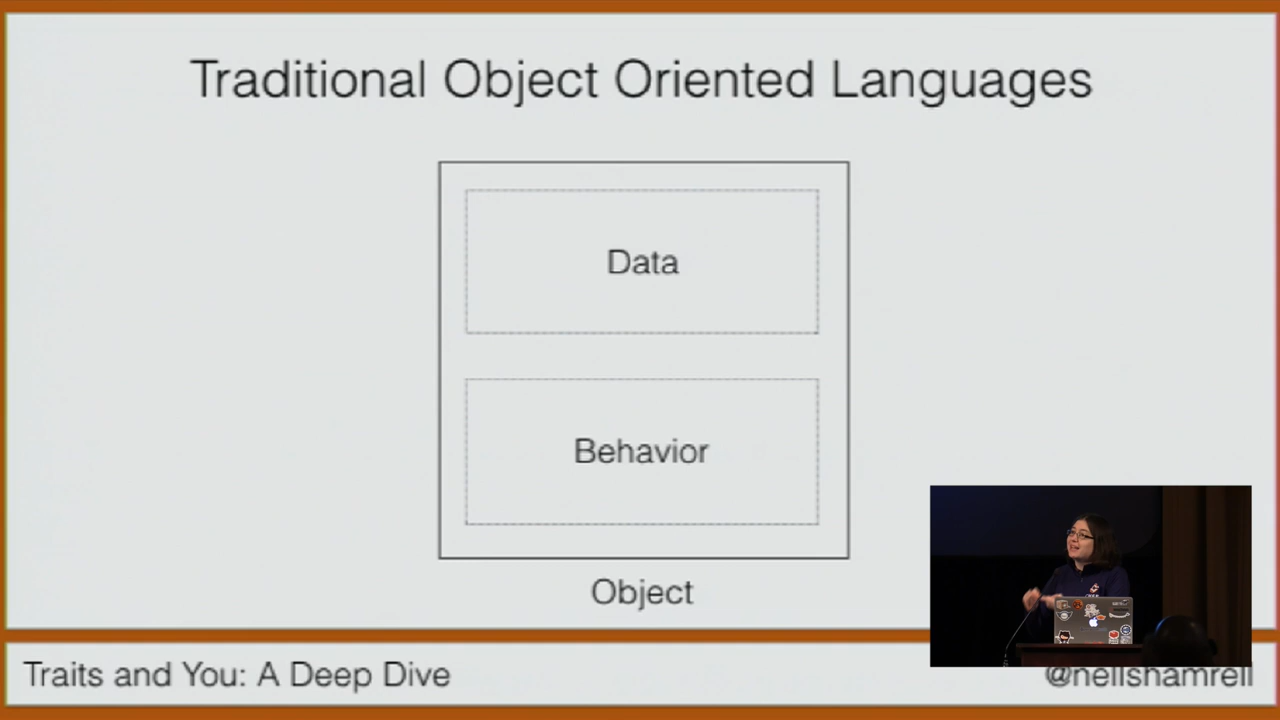 Traditional Object Oriented Languages
Data
Behavior
Object
Traits and You: A Deep Dive
@nellshamrell